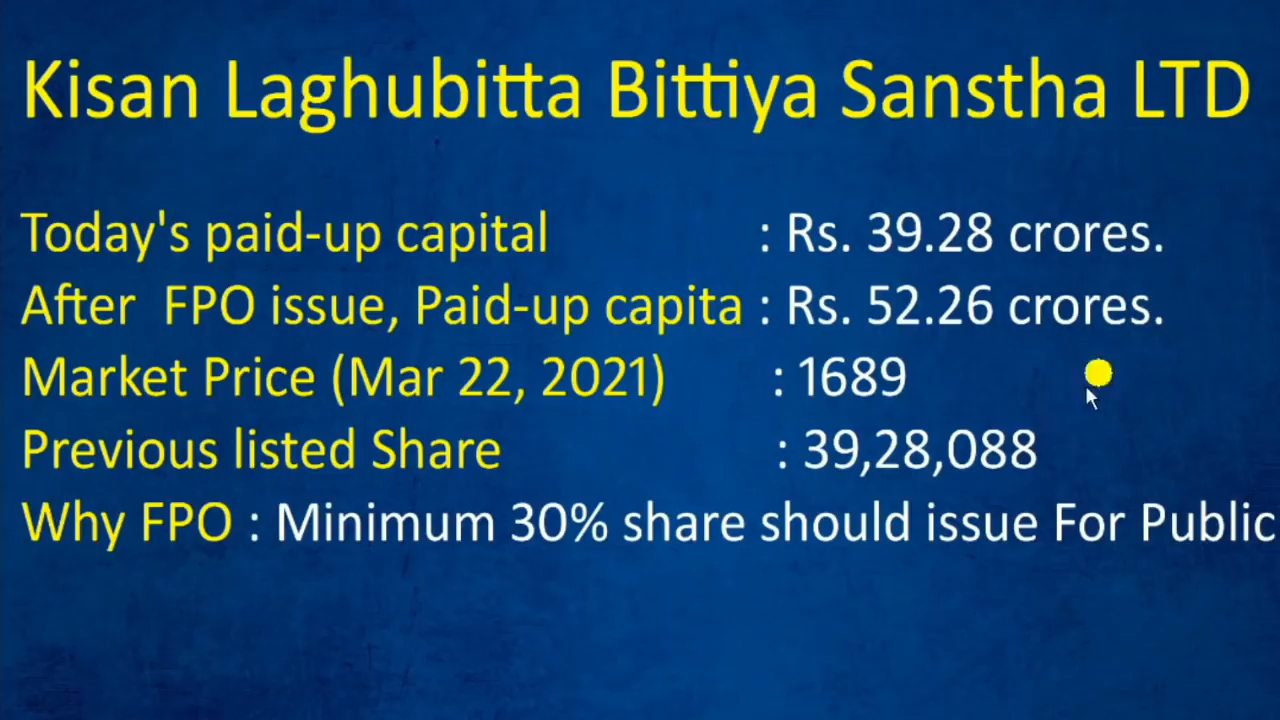 Kisan Laghubitta Bittiya Sanstha LTD
Today's paid-up capital : Rs. 39.28 crores.
After FPO issue, Paid-up capita : Rs. 52.26 crores.
Market Price (Mar 22, 2021) : 1689
Previous listed Share : 39,28,088
Why FPO : Minimum 30% share should issue For Public